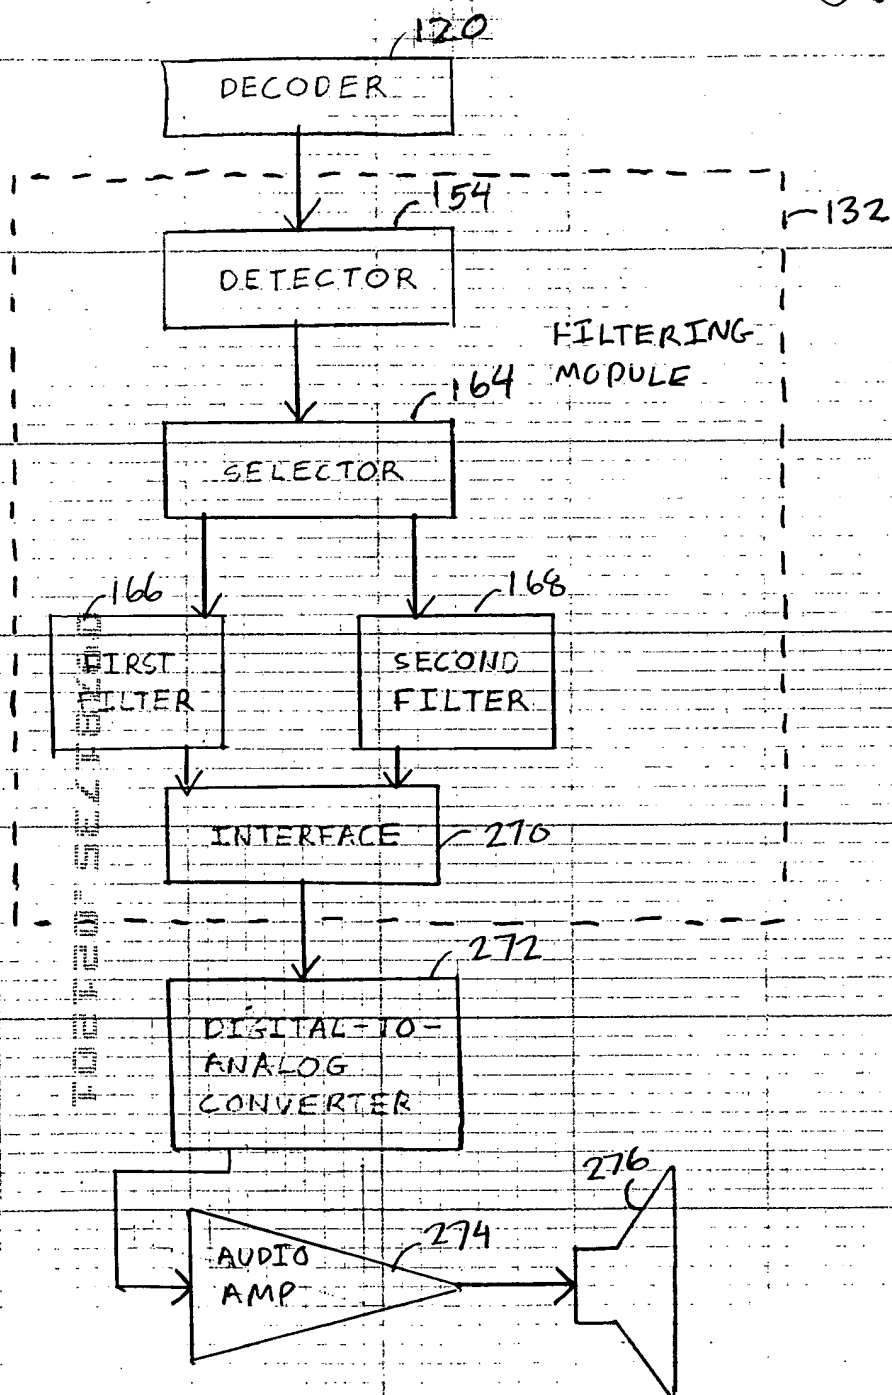 120
DECODER
154
132
DETECTOR
FILTERING
MODULE
164
SELECTOR
166
168
FIRST
FILTER
SECOND
FILTER
INTERFACE
270
272
DIGITAL-TO-
ANALOG
CONVERTER
276
274
AUDIO
AMP